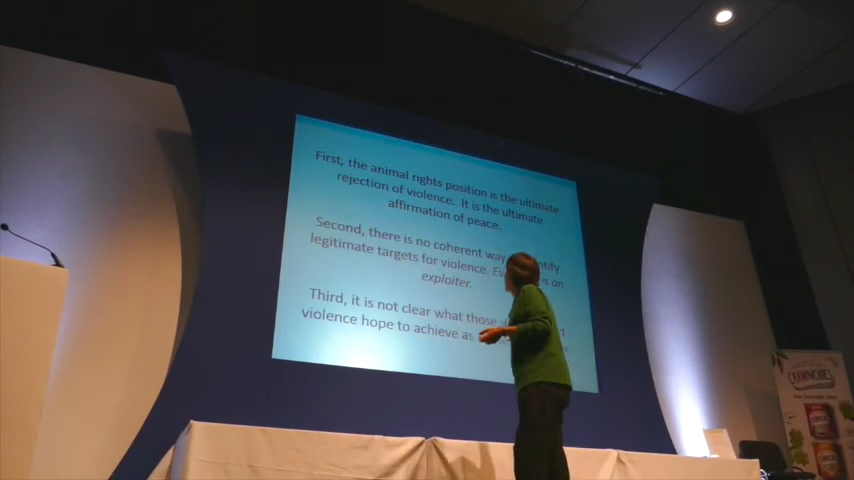 First, the animal rights position is the ultimate
rejection of violence. It is the ultimate
affirmation of peace.
Second, there is no coherent way
legitimate targets for violence.
exploiter.
Third, it is not clear what those
violence hope to achieve as